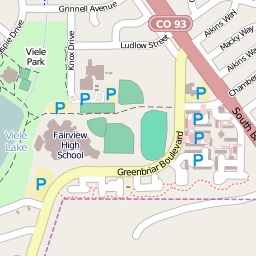 Grinnell Avenue
Aikins Way
Macky Way
Aikins Way
CO 93
Ludlow Street
Knox Drive
Viele
Park
Chamber
P
P
P
P
P
P
P
South B
Viele
Lake
Fairview
High
School
Greenbriar Boulevard